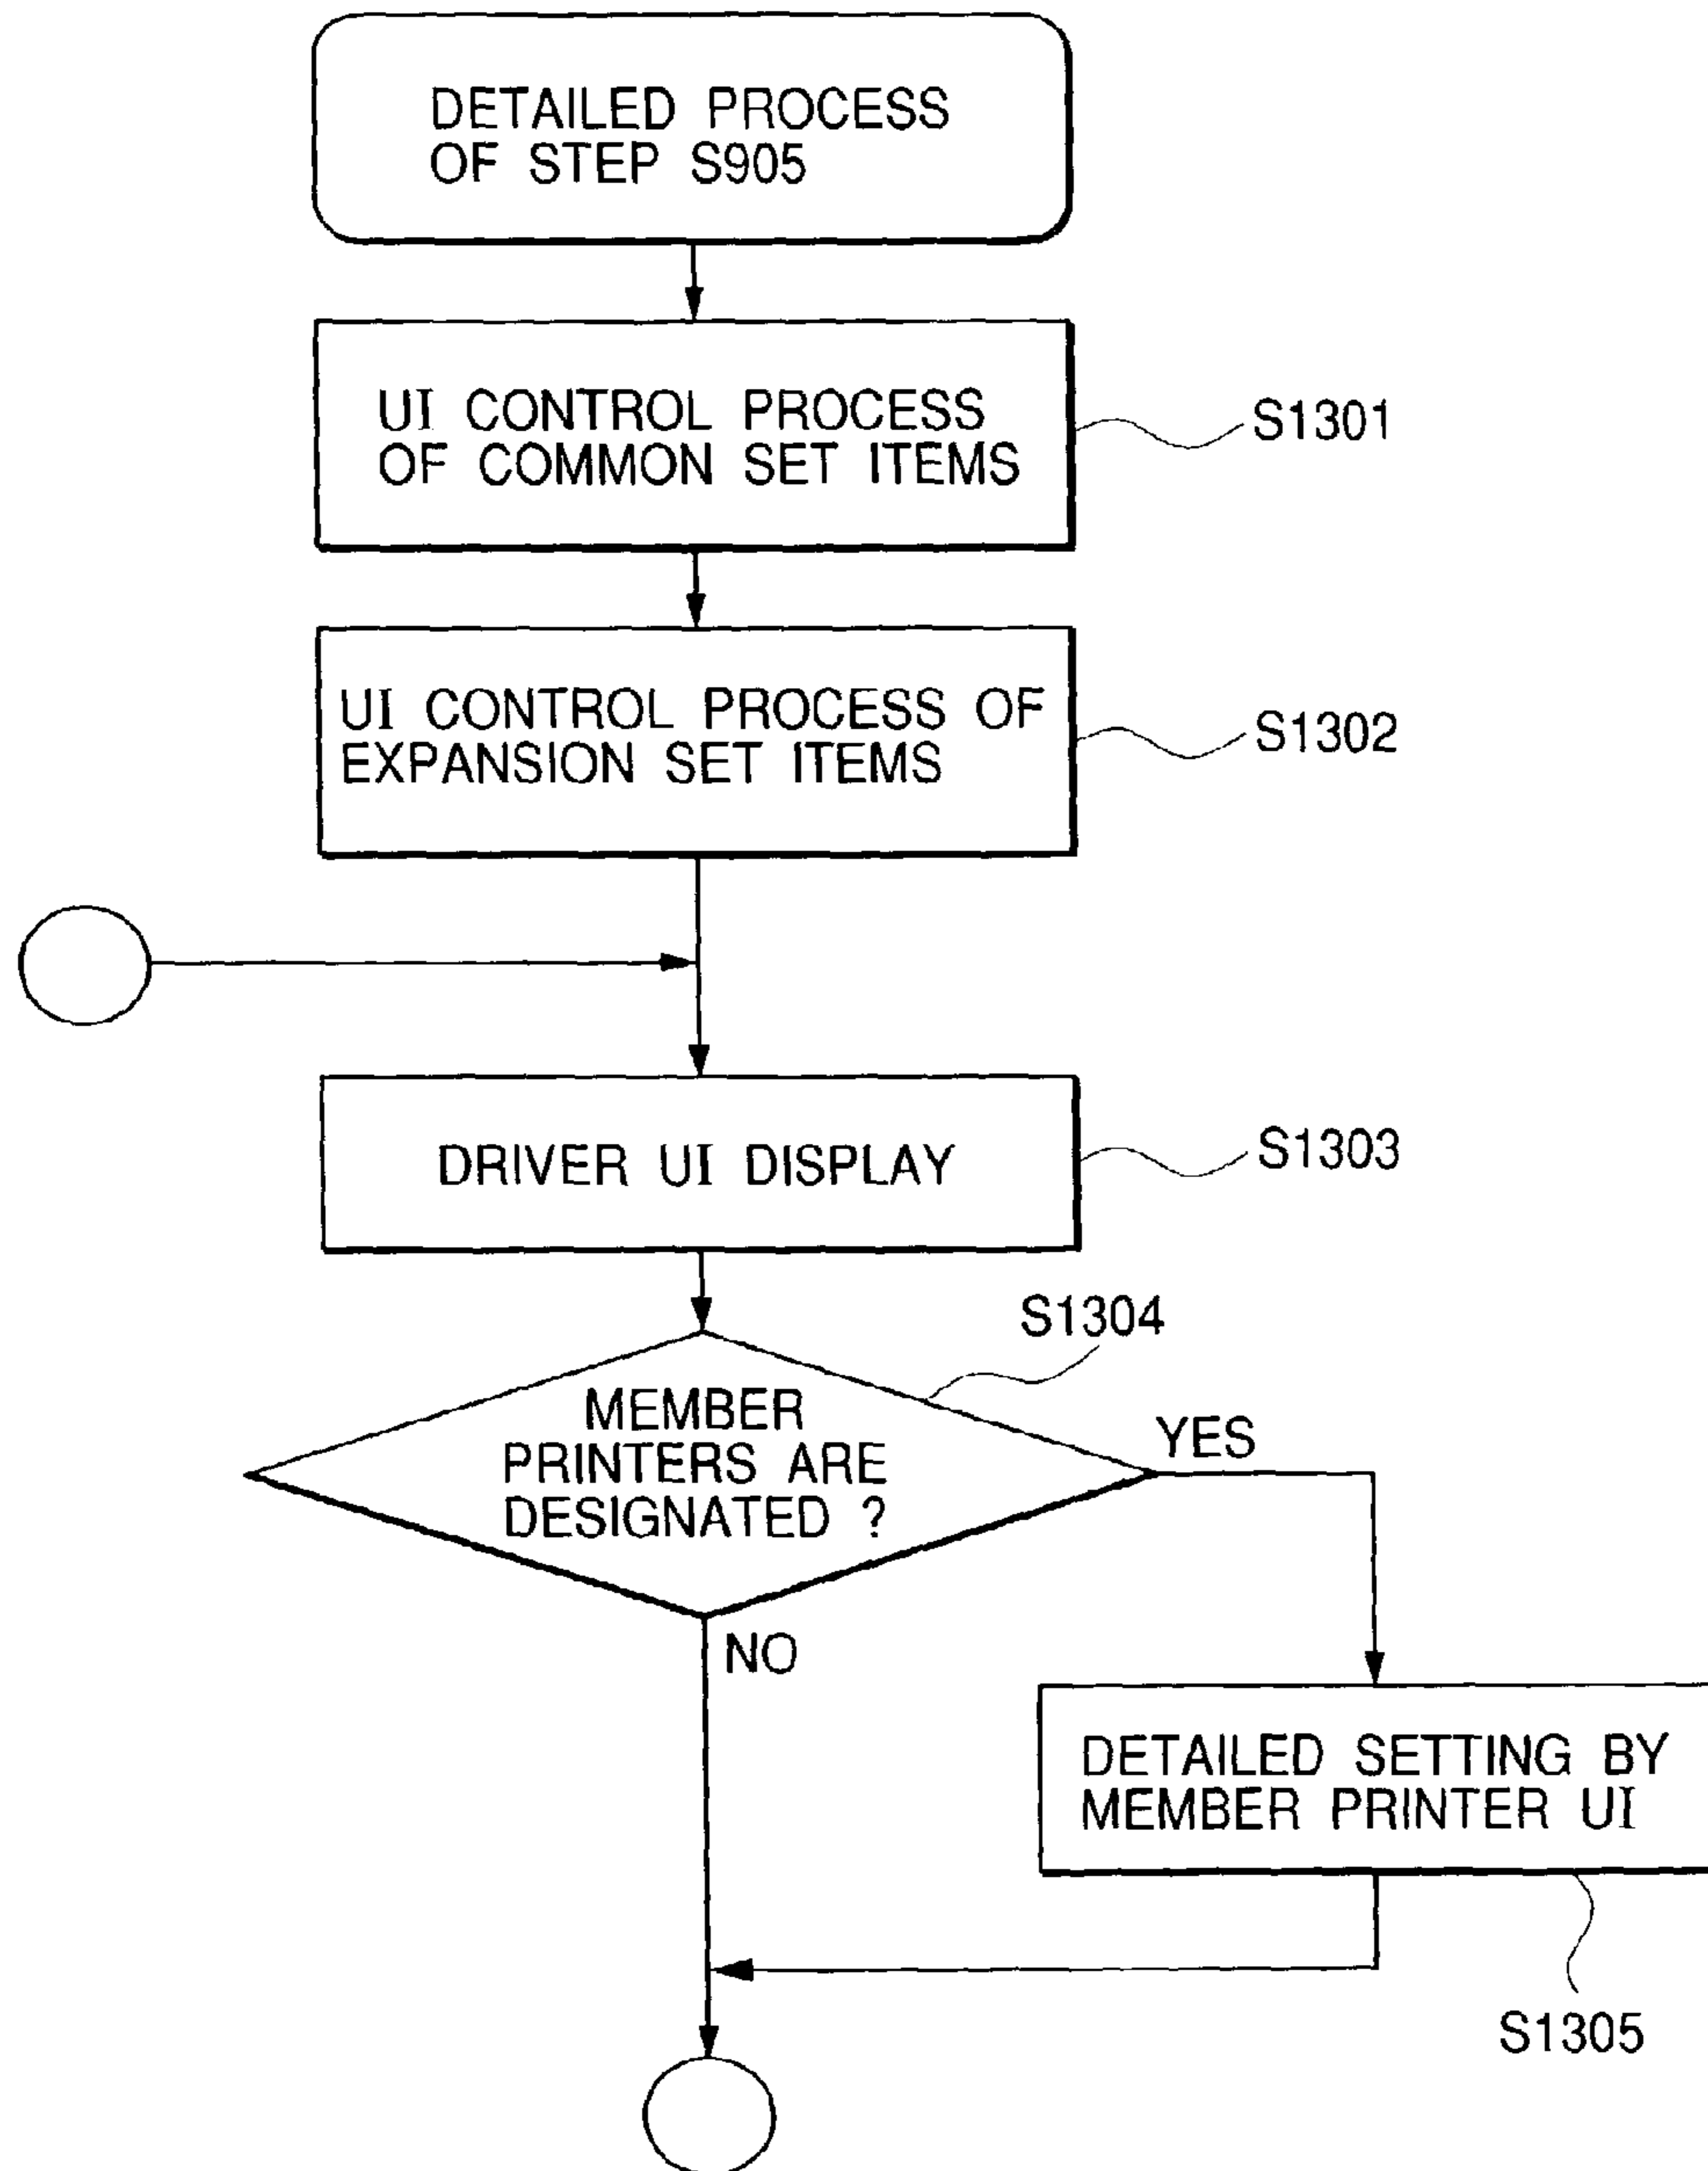 DETAILED PROCESS
OF STEP S905
UI CONTROL PROCESS
OF COMMON SET ITEMS
S1301
UI CONTROL PROCESS OF
EXPANSION SET ITEMS
S1302
DRIVER UI DISPLAY
S1303
S1304
MEMBER
PRINTERS ARE
DESIGNATED ?
YES
NO
DETAILED SETTING BY
MEMBER PRINTER UI
S1305